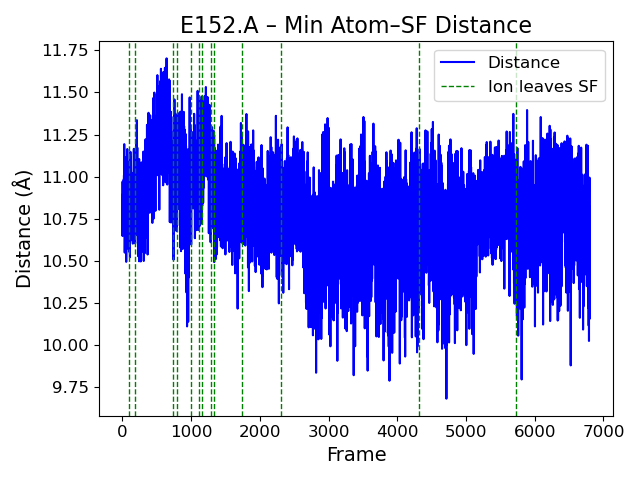 E152.A – Min Atom–SF Distance
Distance (Å)
11.75
11.50
11.25
11.00
10.75
10.50
10.25
10.00
9.75
Distance
Ion leaves SF
0 1000 2000 3000 4000 5000 6000 7000
Frame